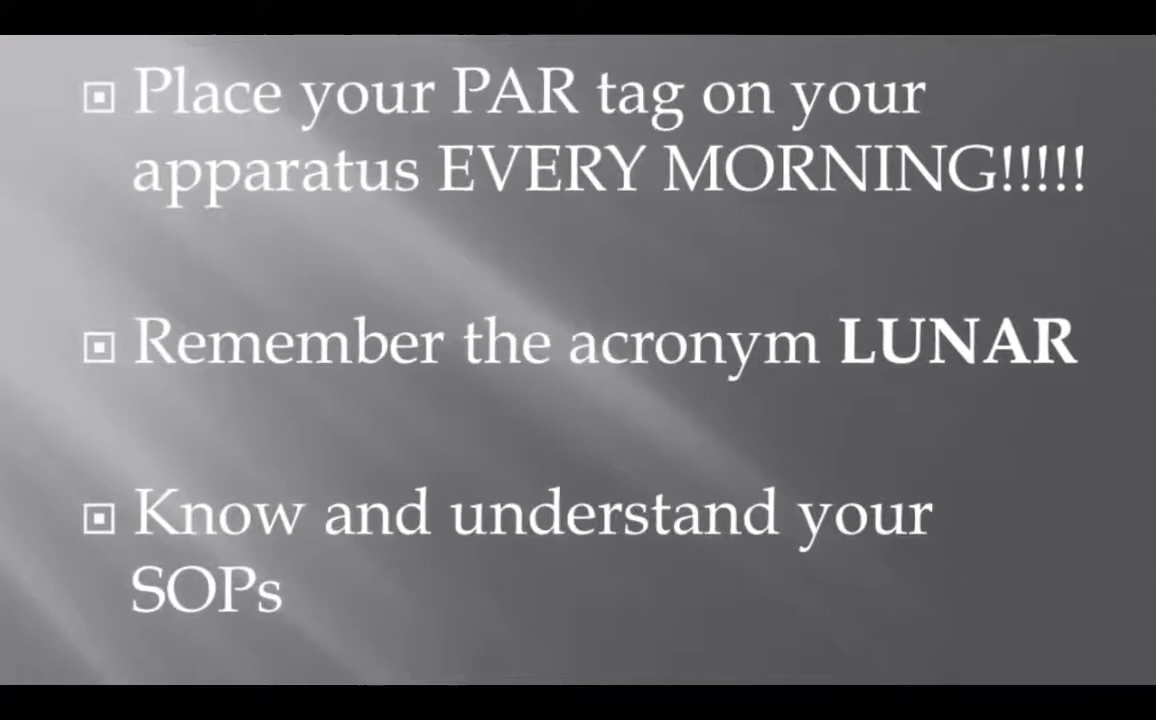 Place your PAR tag on your
apparatus EVERY MORNING!!!!!
Remember the acronym LUNAR
Know and understand your
SOPs